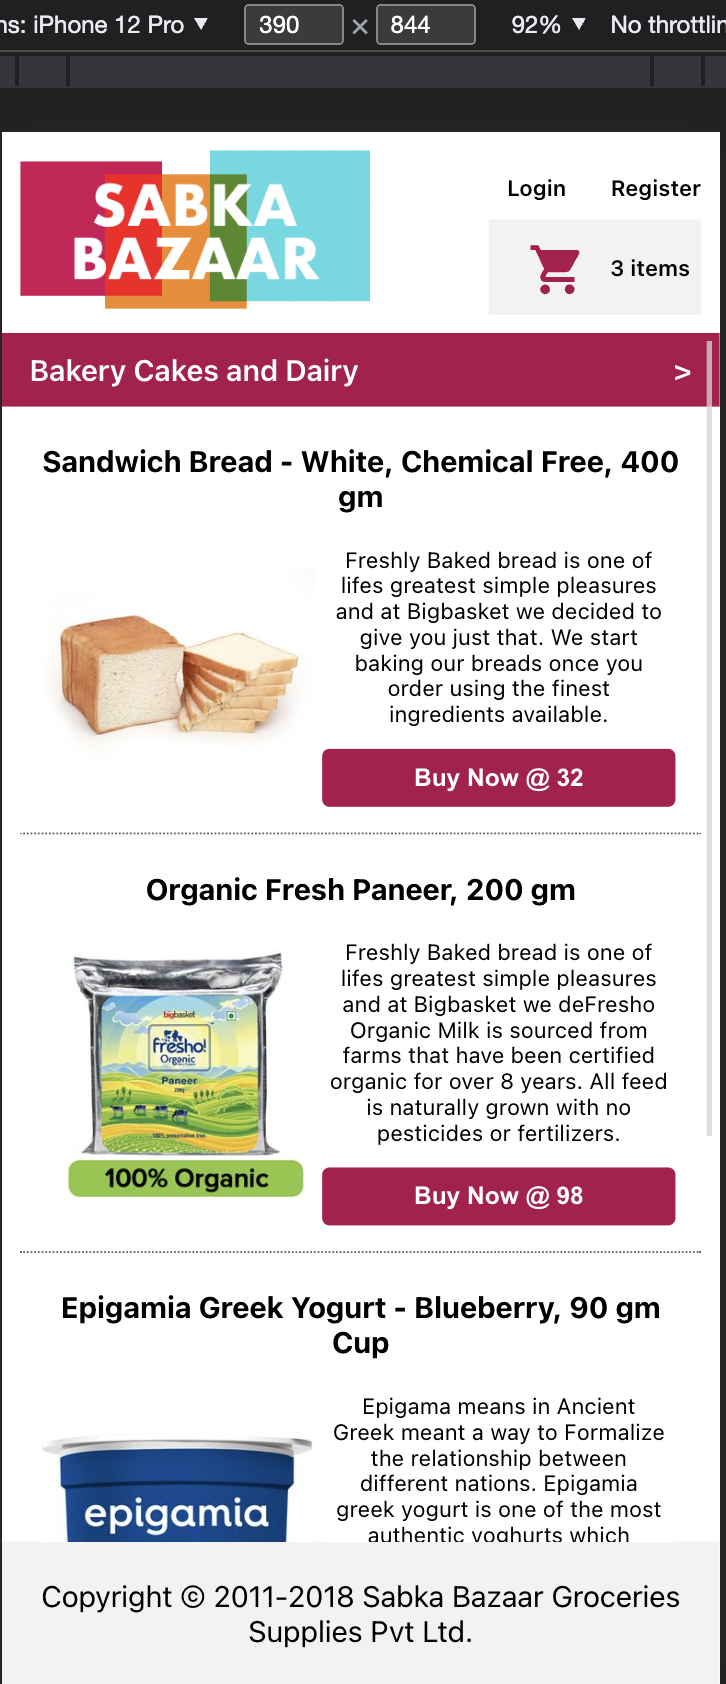 ns: iPhone 12 Pro ▼ 390 × 844 92% ▼ No throttlin
SABKA
BAZAAR
Login Register
3 items
Bakery Cakes and Dairy >
Sandwich Bread - White, Chemical Free, 400
gm
Freshly Baked bread is one of
lifes greatest simple pleasures
and at Bigbasket we decided to
give you just that. We start
baking our breads once you
order using the finest
ingredients available.
Buy Now @ 32
Organic Fresh Paneer, 200 gm
bigbasket
fresho!
Organic
Paneer
100% Organic
Freshly Baked bread is one of
lifes greatest simple pleasures
and at Bigbasket we deFresho
Organic Milk is sourced from
farms that have been certified
organic for over 8 years. All feed
is naturally grown with no
pesticides or fertilizers.
Buy Now @ 98
Epigamia Greek Yogurt - Blueberry, 90 gm
Cup
epigamia
Epigama means in Ancient
Greek meant a way to Formalize
the relationship between
different nations. Epigamia
greek yogurt is one of the most
authentic yoghurts which
Copyright © 2011-2018 Sabka Bazaar Groceries
Supplies Pvt Ltd.